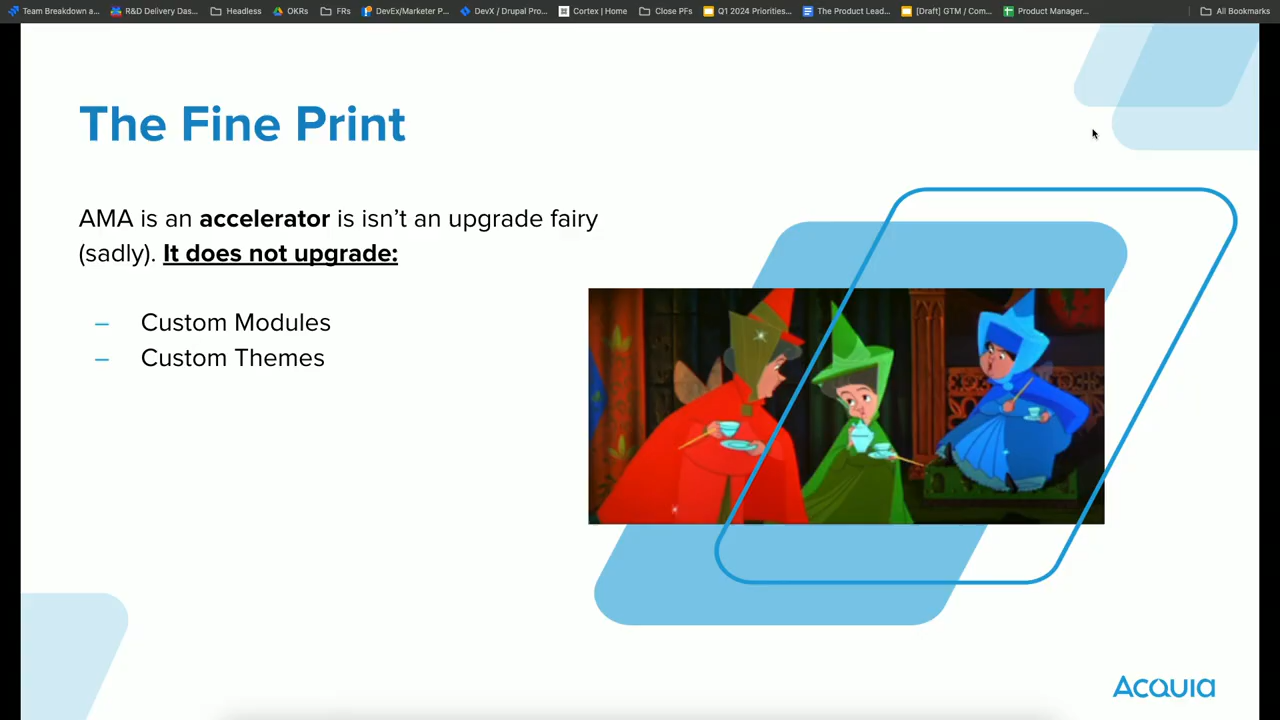 Team Breakdown a...
R&D Delivery Das...
Headless
OKRs
FRs
DevEx/Marketer P...
DevX / Drupal Pro...
Cortex | Home
Close PFs
Q1 2024 Priorities...
The Product Lead...
[Draft] GTM / Com...
Product Manager...
All Bookmarks
The Fine Print
AMA is an accelerator is isn’t an upgrade fairy
(sadly). It does not upgrade:
– Custom Modules
– Custom Themes
Acquia